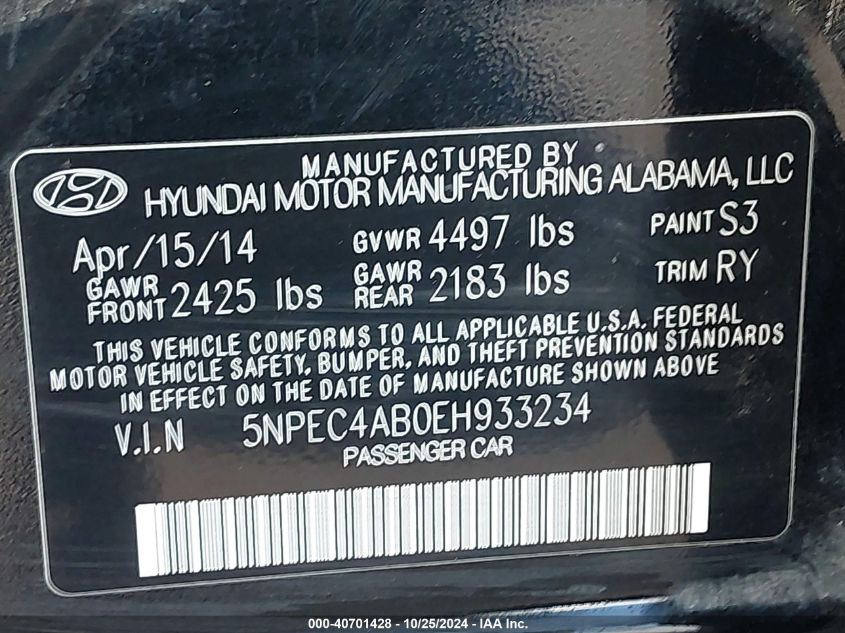 MANUFACTURED BY
HYUNDAI MOTOR MANUFACTURING ALABAMA, LLC
Apr/15/14 GVWR 4497 lbs PAINT S3
GAWR FRONT 2425 lbs GAWR REAR 2183 lbs TRIM RY
THIS VEHICLE CONFORMS TO ALL APPLICABLE U.S.A. FEDERAL
MOTOR VEHICLE SAFETY, BUMPER, AND THEFT PREVENTION STANDARDS
IN EFFECT ON THE DATE OF MANUFACTURE SHOWN ABOVE
V.I.N 5NPEC4AB0EH933234
PASSENGER CAR
000-40701428 - 10/25/2024 - IAA Inc.